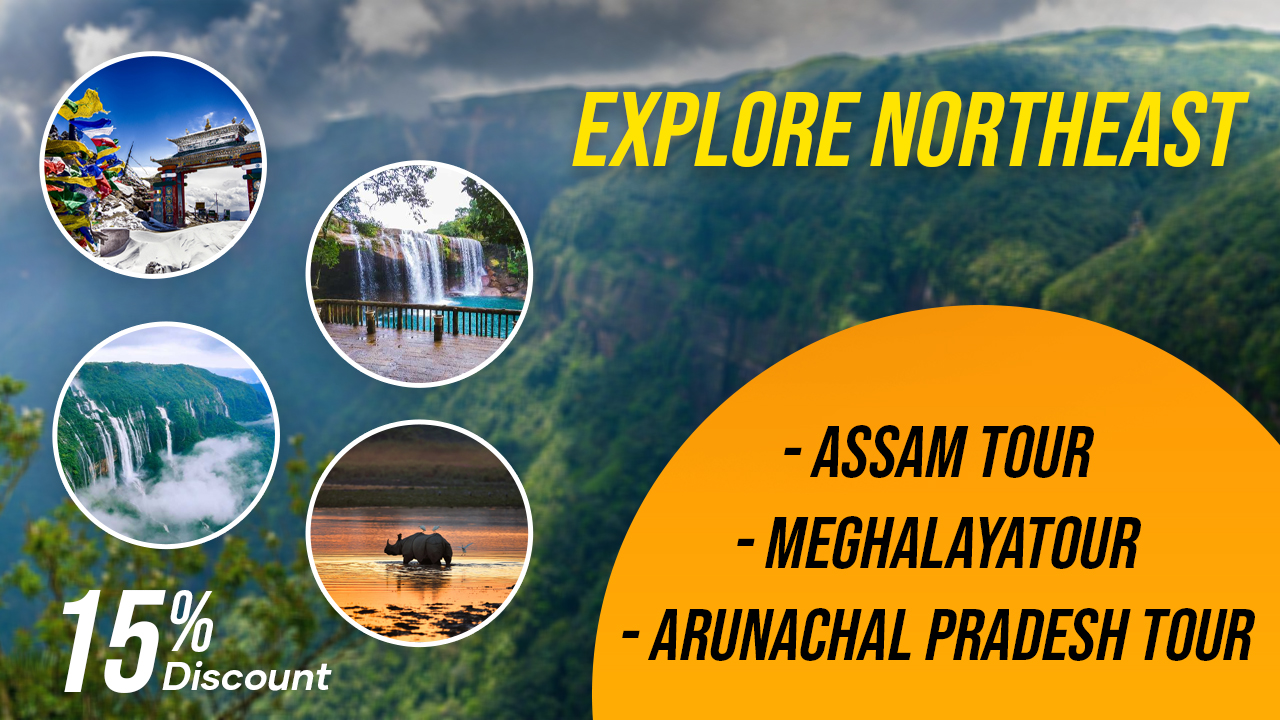 EXPLORE NORTHEAST
- ASSAM TOUR
- MEGHALAYATOUR
- ARUNACHAL PRADESH TOUR
15%
Discount